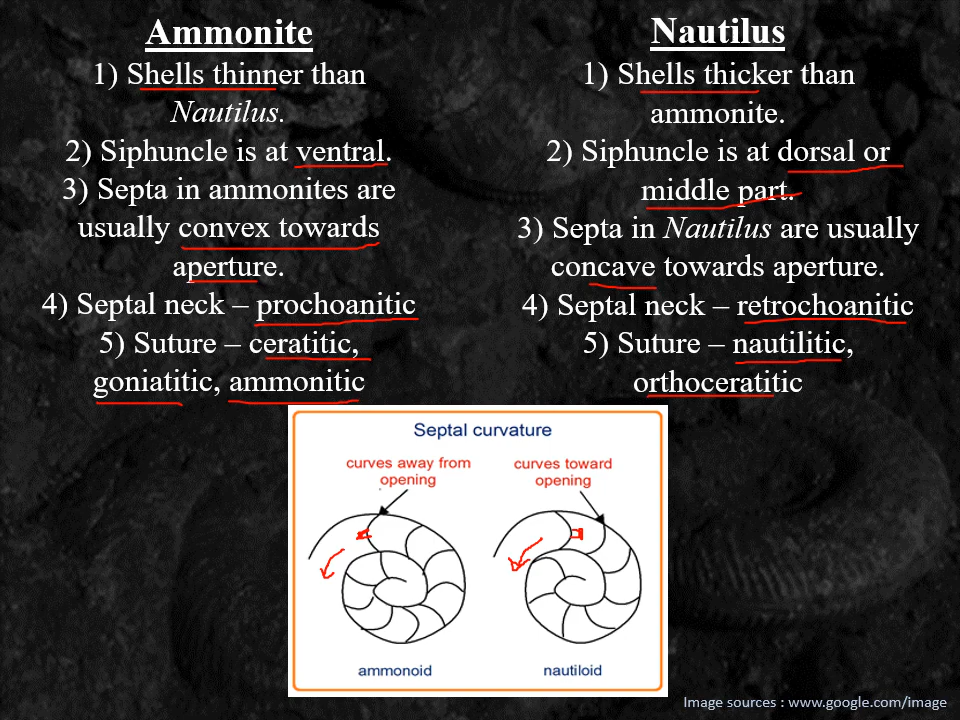 Ammonite
1) Shells thinner than
Nautilus.
2) Siphuncle is at ventral.
3) Septa in ammonites are
usually convex towards
aperture.
4) Septal neck – prochoanitic
5) Suture – ceratitic,
goniatitic, ammonitic
Nautilus
1) Shells thicker than
ammonite.
2) Siphuncle is at dorsal or
middle part.
3) Septa in Nautilus are usually
concave towards aperture.
4) Septal neck – retrochoanitic
5) Suture – nautilitic,
orthoceratitic
Septal curvature
curves away from
opening
curves toward
opening
ammonoid
nautiloid
Image sources : www.google.com/image